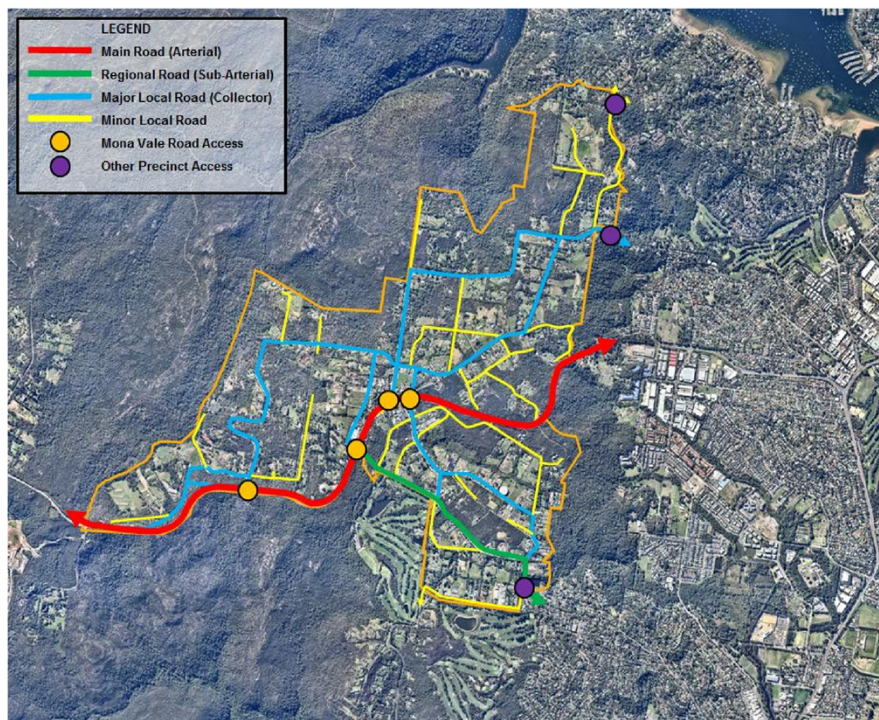 LEGEND
Main Road (Arterial)
Regional Road (Sub-Arterial)
Major Local Road (Collector)
Minor Local Road
Mona Vale Road Access
Other Precinct Access